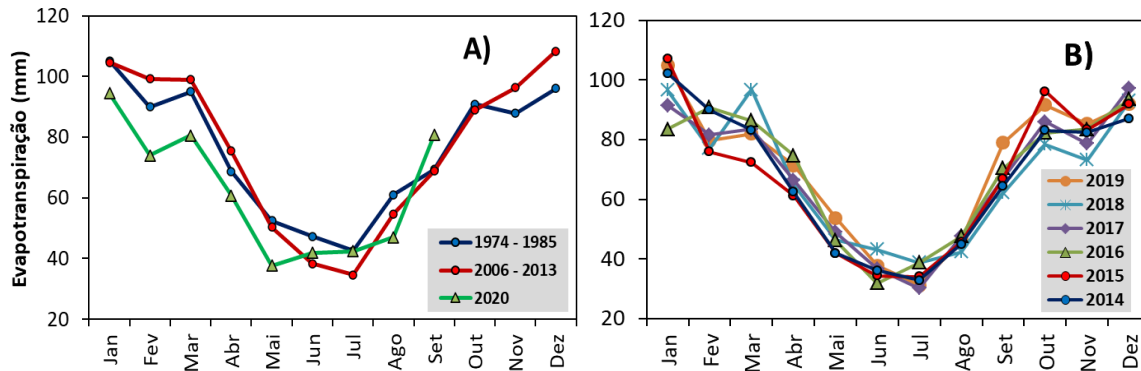 Evapotranspiração (mm)
120
100
80
60
40
20
A)
1974 - 1985
2006 - 2013
2020
Jan Fev Mar Abr Mai Jun Jul Ago Set Out Nov Dez
120
100
80
60
40
20
B)
2019
2018
2017
2016
2015
2014
Jan Fev Mar Abr Mai Jun Jul Ago Set Out Nov Dez